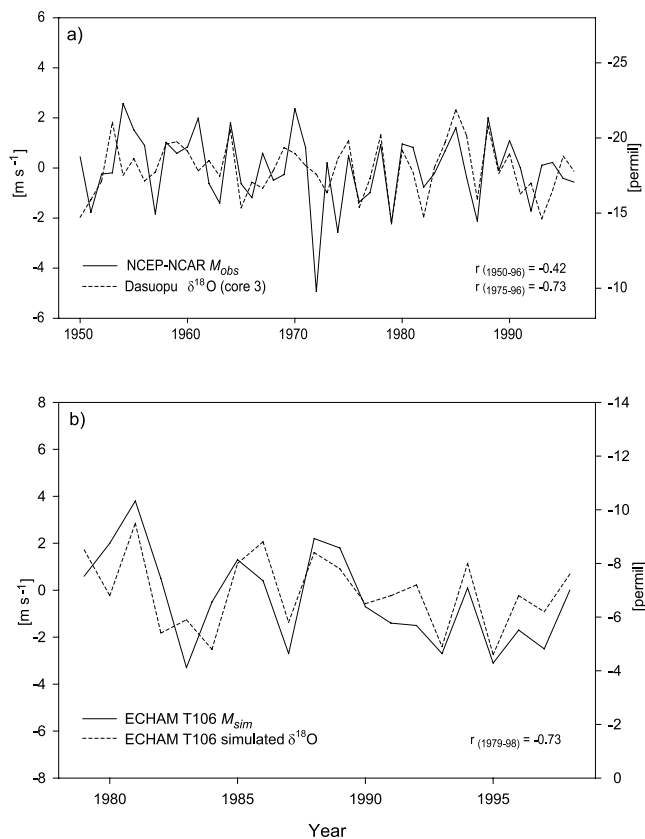 a)
6
4
2
0
-2
-4
-6
[m s⁻¹]
-25
-20
-15
-10
[permil]
NCEP-NCAR M_obs
Dasuopu δ¹⁸O (core 3)
r (1950-96) = -0.42
r (1975-96) = -0.73
1950 1960 1970 1980 1990
b)
8
6
4
2
0
-2
-4
-6
-8
[m s⁻¹]
-14
-12
-10
-8
-6
-4
-2
0
[permil]
ECHAM T106 M_sim
ECHAM T106 simulated δ¹⁸O
r (1979-98) = -0.73
1980 1985 1990 1995
Year